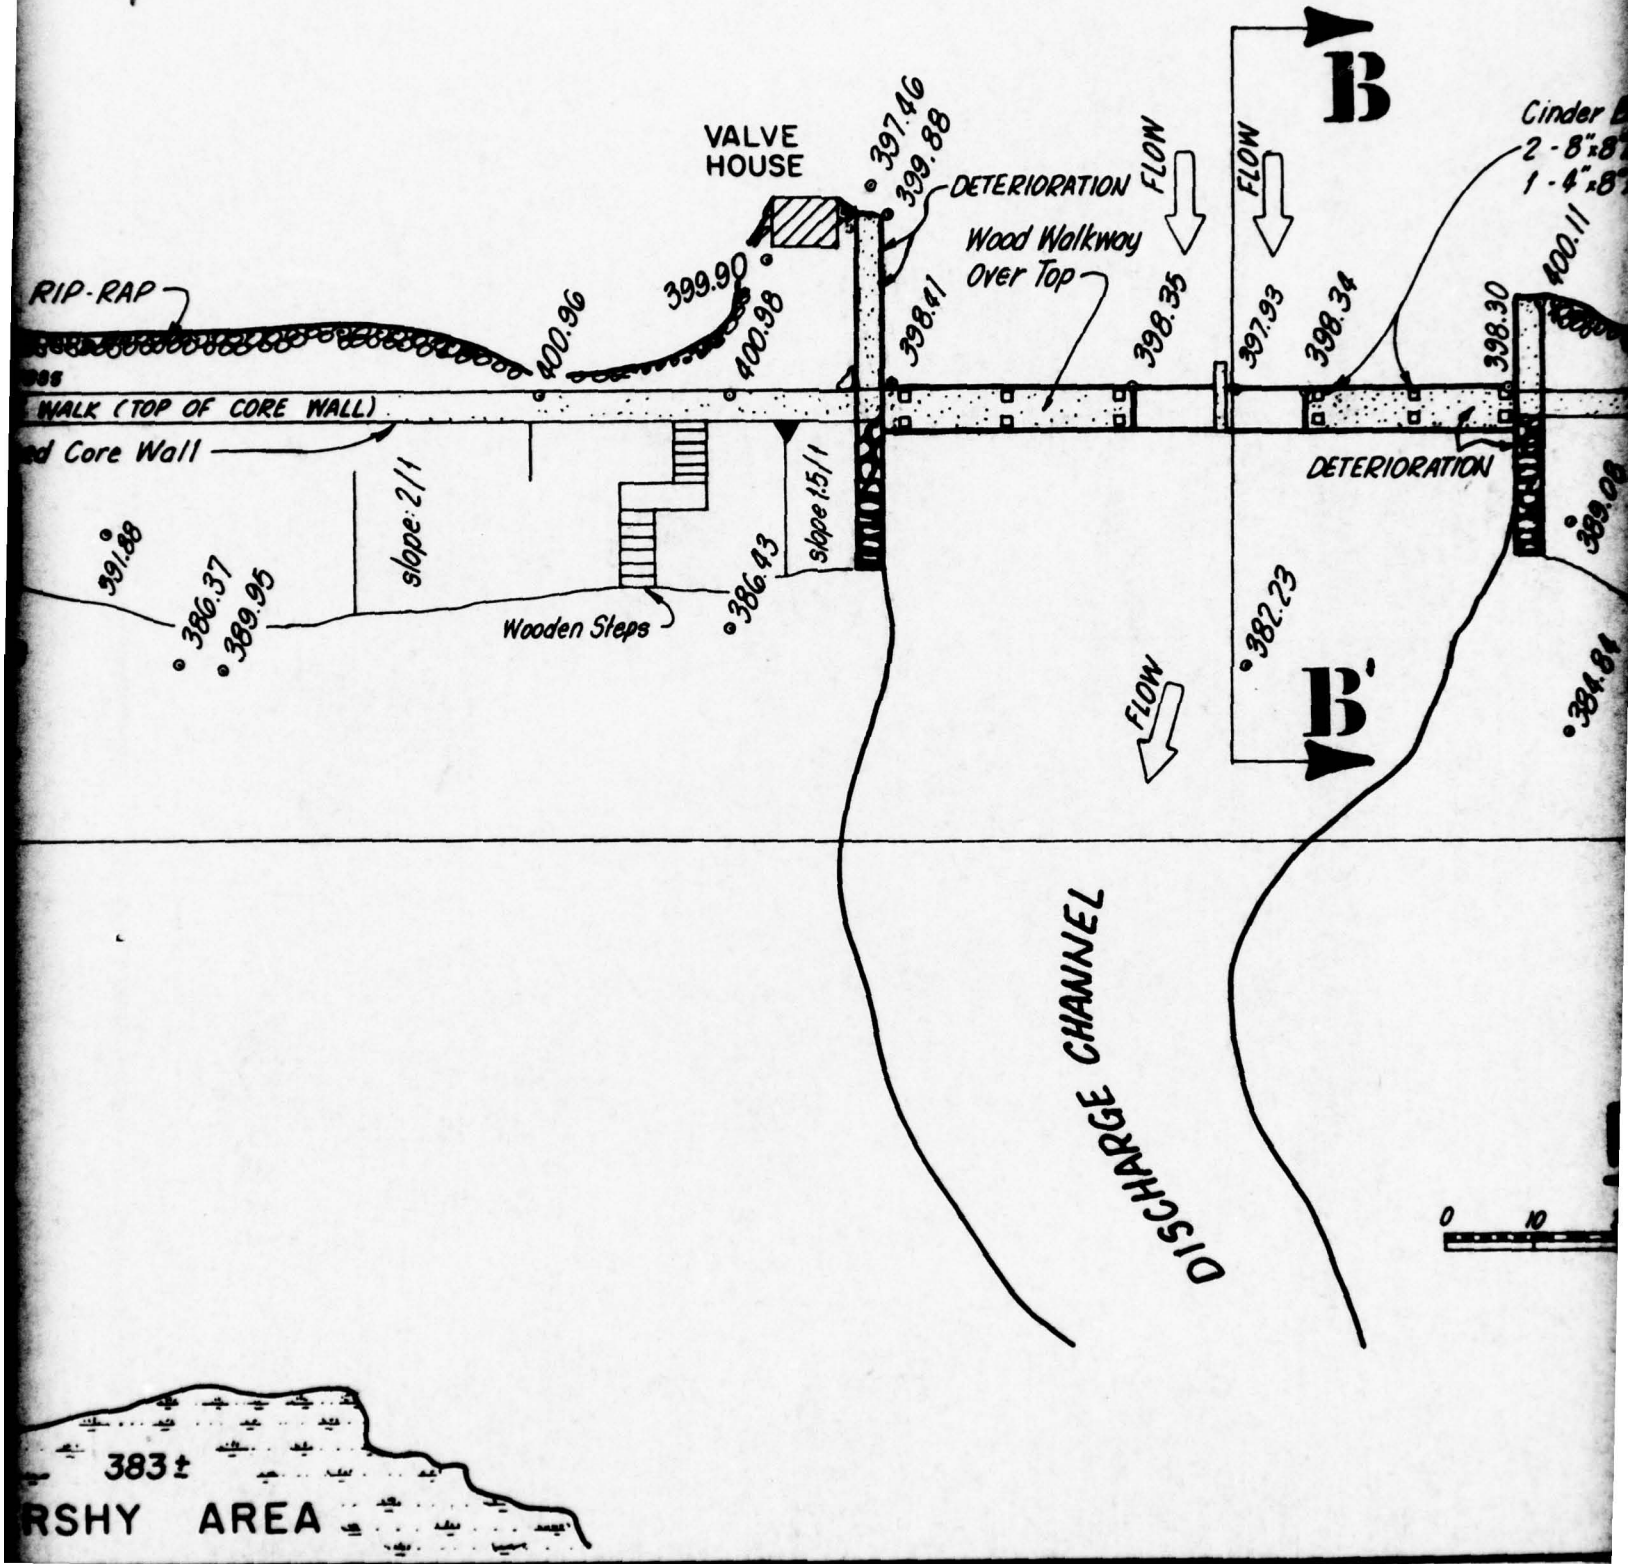 B
Cinder
2 - 8"x8"
1 - 4"x8"
397.46
399.88
VALVE
HOUSE
FLOW
FLOW
DETERIORATION
Wood Walkway
Over Top
400.11
RIP-RAP
399.90
400.96
400.98
398.41
398.35
397.93
398.34
398.30
WALK (TOP OF CORE WALL)
ed Core Wall
DETERIORATION
slope: 2/1
slope 1.5/1
391.88
386.37
389.95
386.43
Wooden Steps
389.08
382.23
384.84
FLOW
B'
DISCHARGE CHANNEL
0 10
383±
RSHY AREA